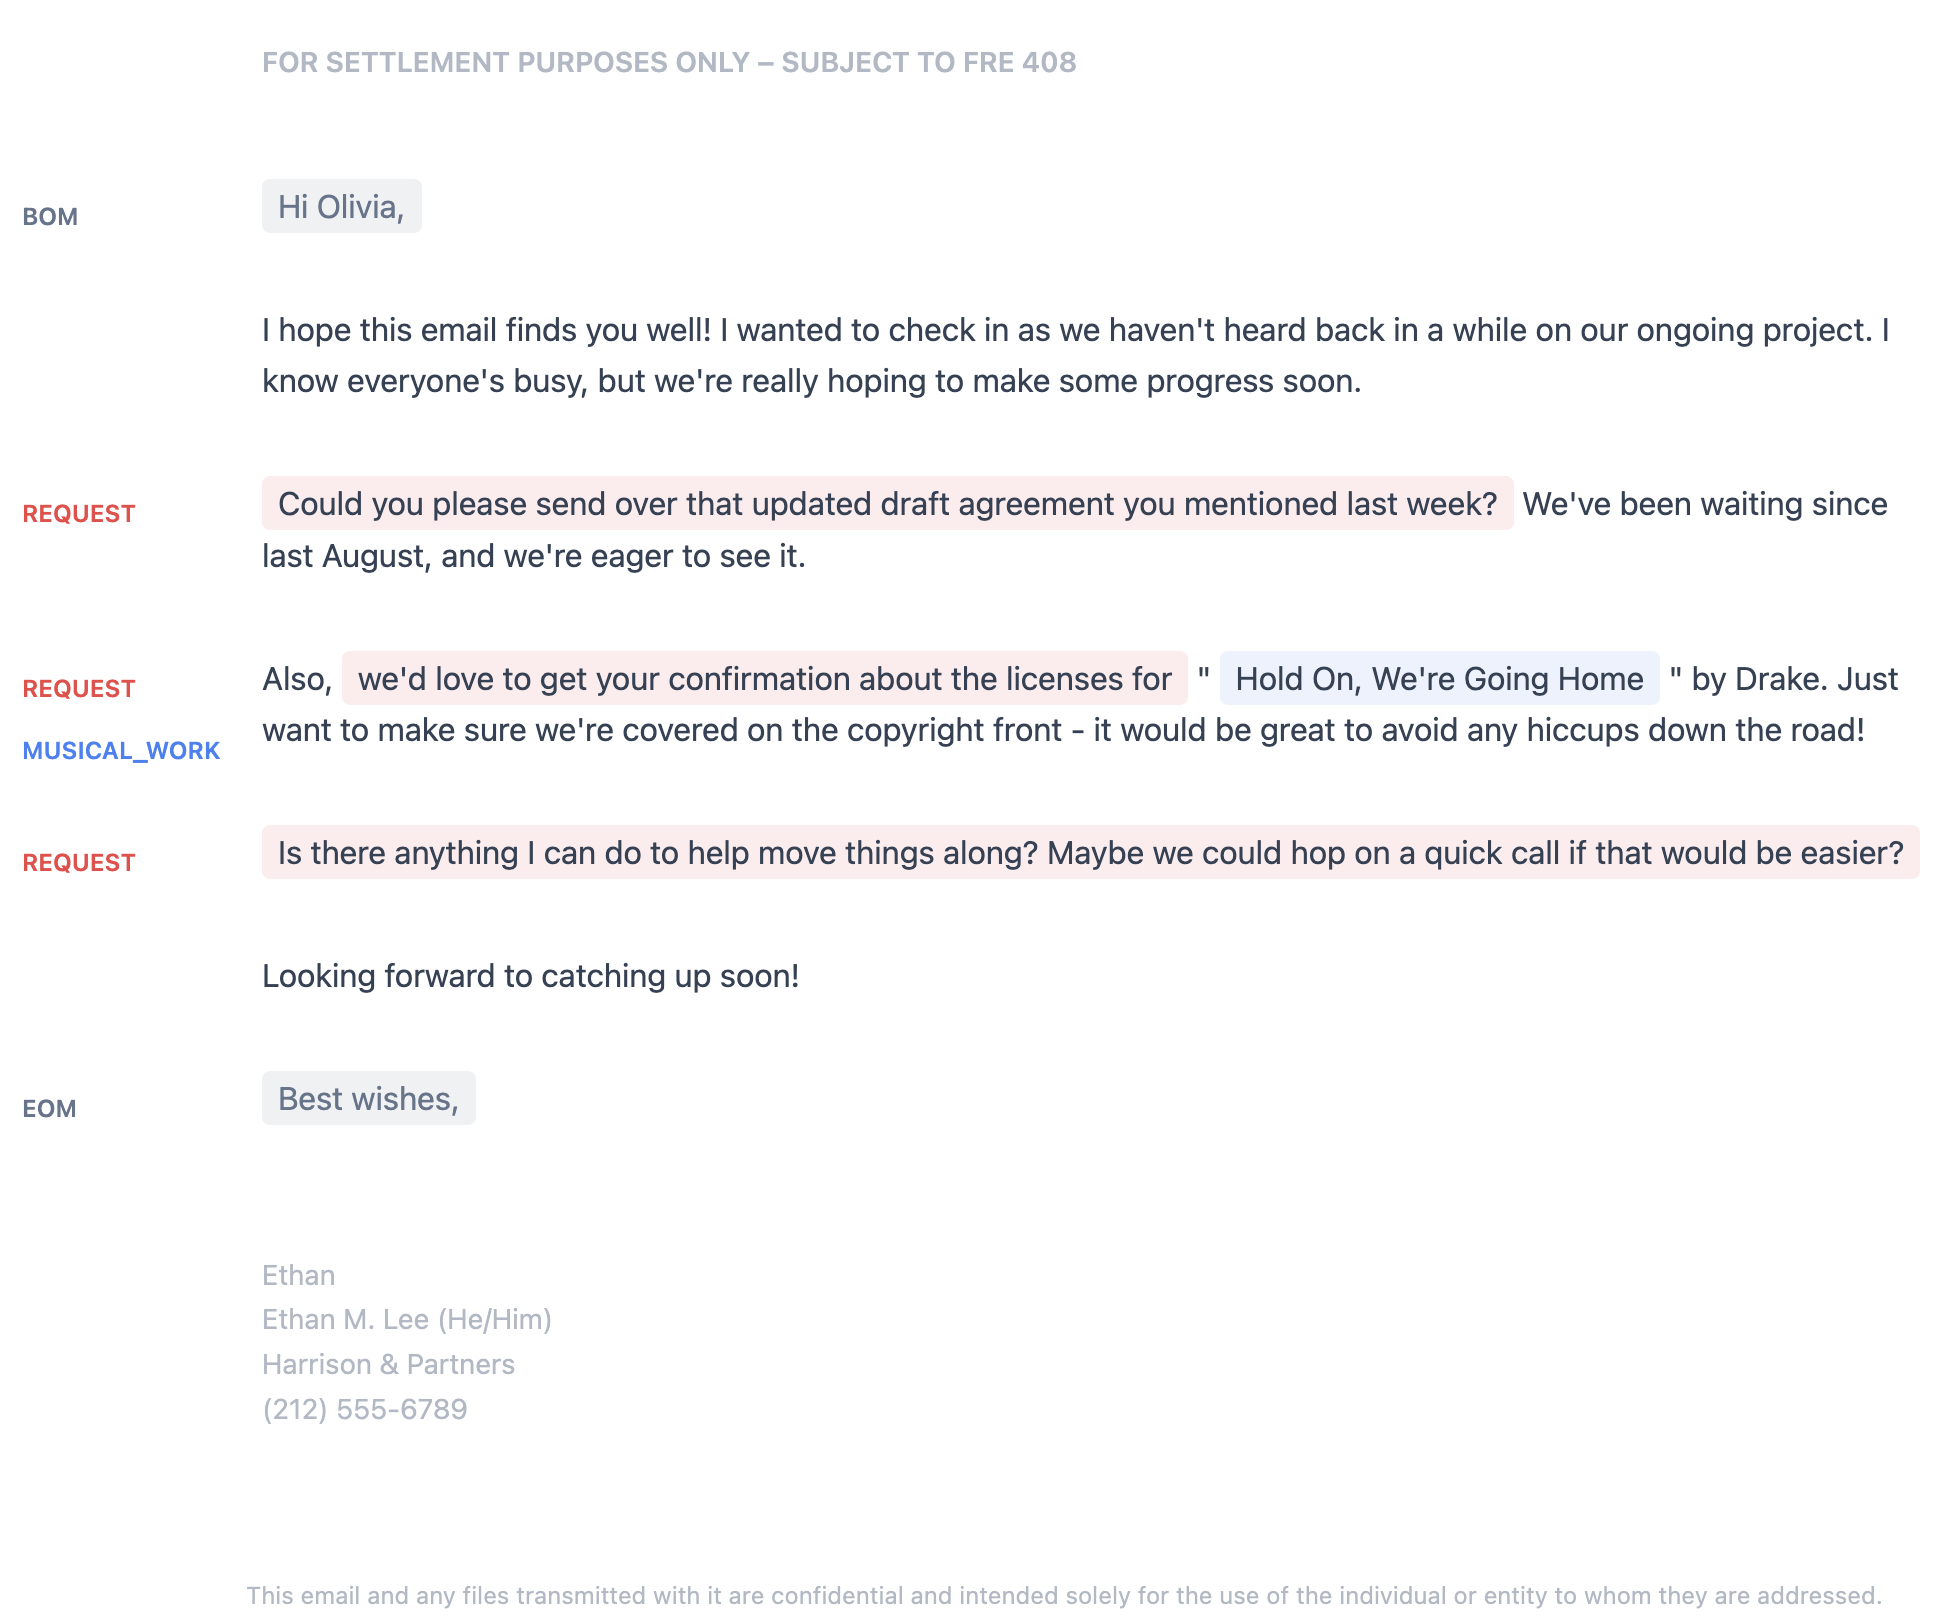 FOR SETTLEMENT PURPOSES ONLY – SUBJECT TO FRE 408
BOM
Hi Olivia,
I hope this email finds you well! I wanted to check in as we haven't heard back in a while on our ongoing project. I
know everyone's busy, but we're really hoping to make some progress soon.
REQUEST
Could you please send over that updated draft agreement you mentioned last week? We've been waiting since
last August, and we're eager to see it.
REQUEST
Also, we'd love to get your confirmation about the licenses for " Hold On, We're Going Home " by Drake. Just
MUSICAL_WORK
want to make sure we're covered on the copyright front - it would be great to avoid any hiccups down the road!
REQUEST
Is there anything I can do to help move things along? Maybe we could hop on a quick call if that would be easier?
Looking forward to catching up soon!
EOM
Best wishes,
Ethan
Ethan M. Lee (He/Him)
Harrison & Partners
(212) 555-6789
This email and any files transmitted with it are confidential and intended solely for the use of the individual or entity to whom they are addressed.